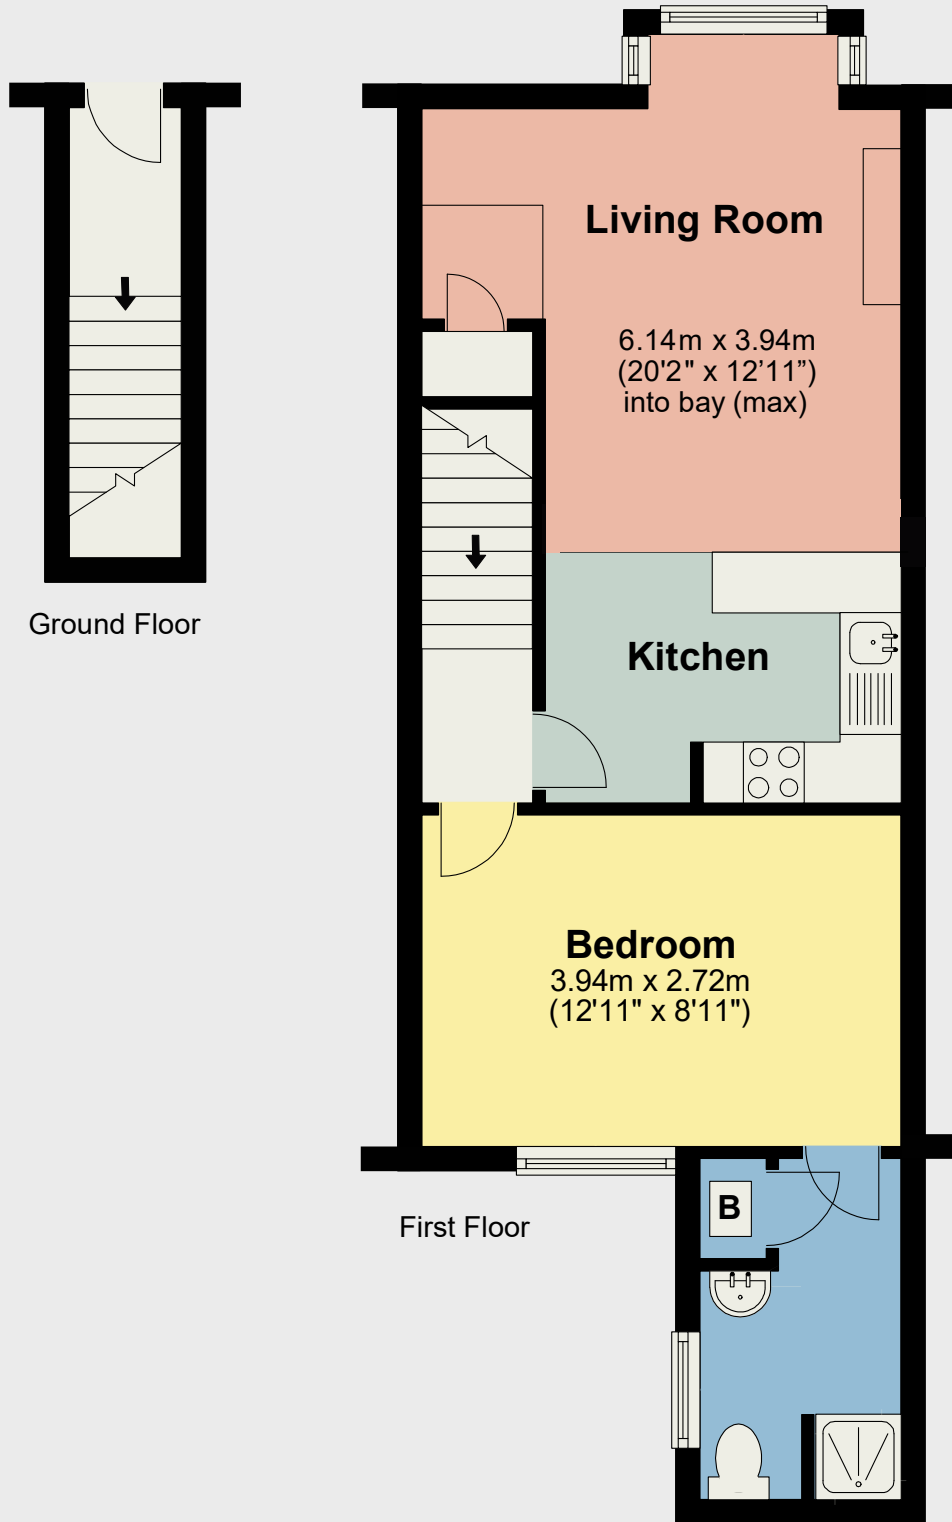 Living Room
6.14m x 3.94m
(20'2" x 12’11”)
into bay (max)
Ground Floor
Kitchen
Bedroom
3.94m x 2.72m
(12'11" x 8'11")
First Floor
B